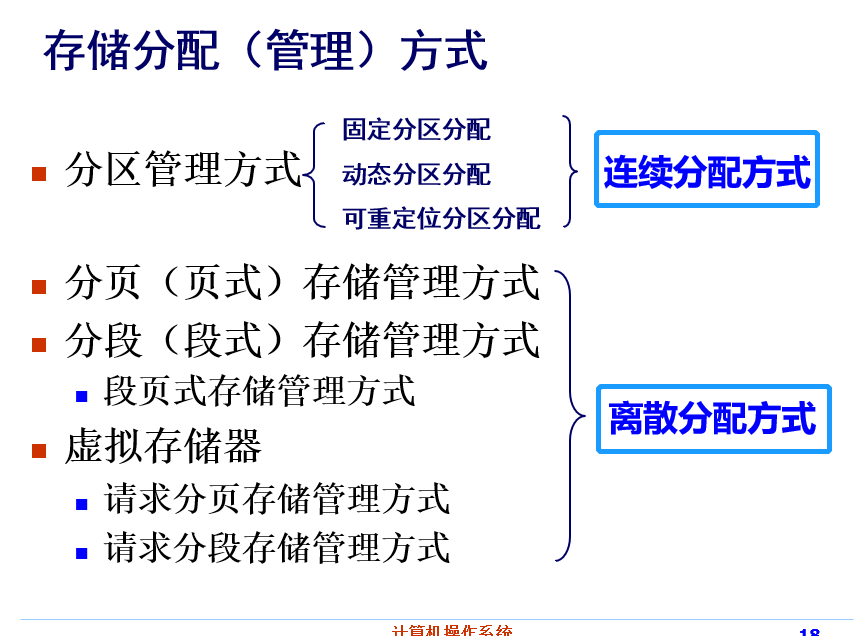 存储分配（管理）方式
固定分区分配
分区管理方式
动态分区分配
可重定位分区分配
连续分配方式
分页（页式）存储管理方式
分段（段式）存储管理方式
段页式存储管理方式
虚拟存储器
请求分页存储管理方式
请求分段存储管理方式
离散分配方式
计算机操作系统
18